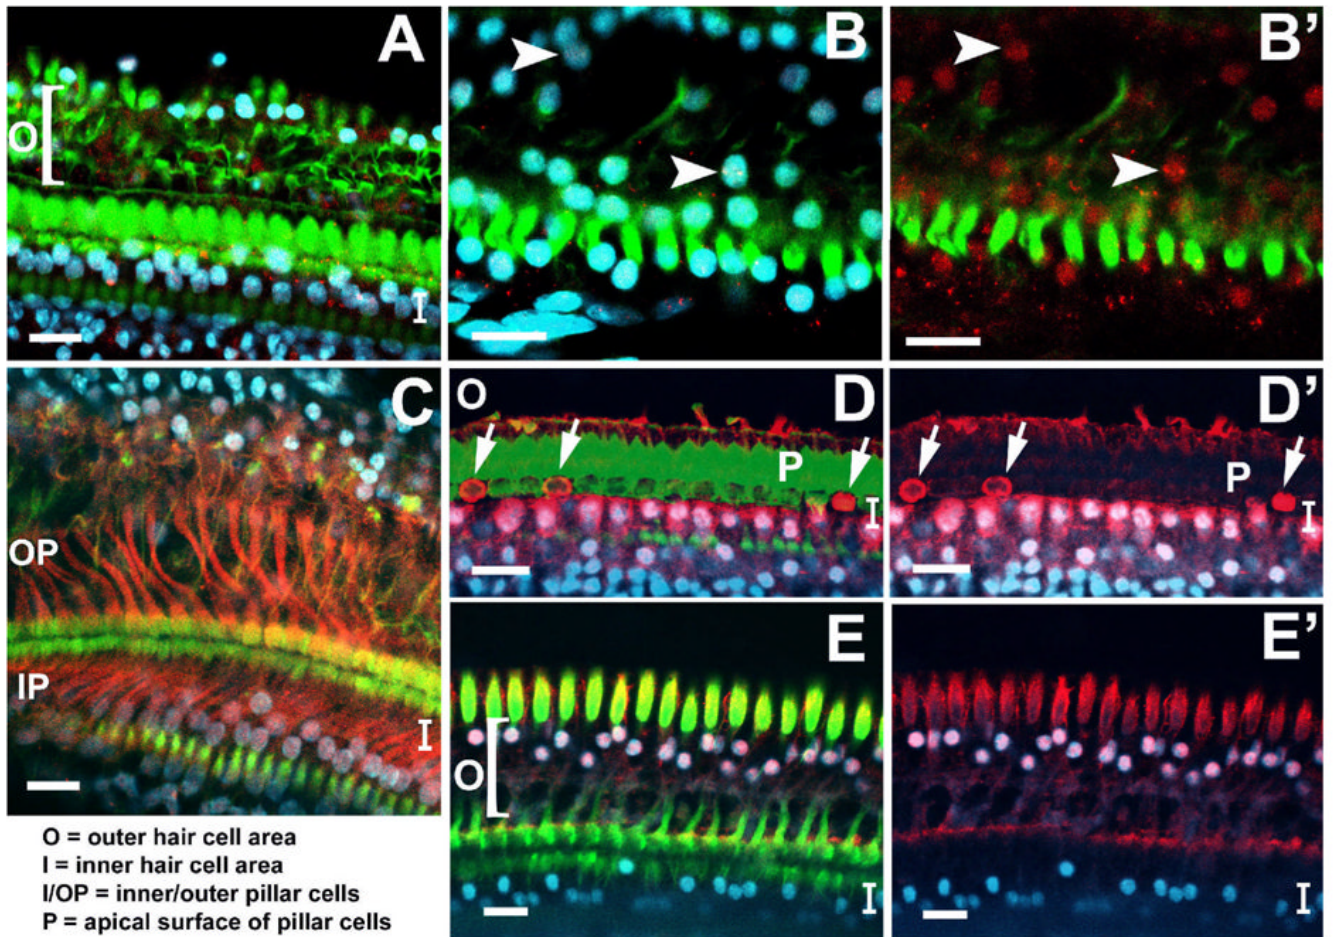 A
B
B’
O
I
C
O
D
D’
OP
P
P
I
I
IP
I
E
E’
O
I
I
O = outer hair cell area
I = inner hair cell area
I/OP = inner/outer pillar cells
P = apical surface of pillar cells